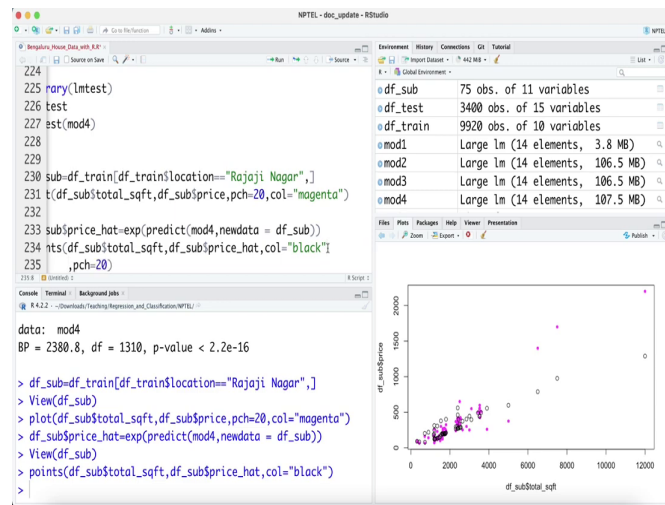 NPTEL - doc_update - RStudio
Go to file/function
Addins
NPTEL
Bengaluru_House_Data_with_R.R*
Source on Save
Run
Source
224
225 rary(lmtest)
226 test
227 est(mod4)
228
229
230 sub=df_train[df_train$location=="Rajaji Nagar",]
231 t(df_sub$total_sqft,df_sub$price,pch=20,col="magenta")
232
233 sub$price_hat=exp(predict(mod4,newdata = df_sub))
234 nts(df_sub$total_sqft,df_sub$price_hat,col="black"
235 ,pch=20)
(Untitled)
R Script
Console Terminal Background Jobs
R 4.2.2 · ~/Downloads/Teaching/Regression_and_Classification/NPTEL/
data: mod4
BP = 2380.8, df = 1310, p-value < 2.2e-16
> df_sub=df_train[df_train$location=="Rajaji Nagar",]
> View(df_sub)
> plot(df_sub$total_sqft,df_sub$price,pch=20,col="magenta")
> df_sub$price_hat=exp(predict(mod4,newdata = df_sub))
> View(df_sub)
> points(df_sub$total_sqft,df_sub$price_hat,col="black")
>
Environment History Connections Git Tutorial
Import Dataset 442 MB List
R Global Environment
df_sub 75 obs. of 11 variables
df_test 3400 obs. of 15 variables
df_train 9920 obs. of 10 variables
mod1 Large lm (14 elements, 3.8 MB)
mod2 Large lm (14 elements, 106.5 MB)
mod3 Large lm (14 elements, 106.5 MB)
mod4 Large lm (14 elements, 107.5 MB)
Files Plots Packages Help Viewer Presentation
Zoom Export Publish
df_sub$price
2000
1500
1000
500
0
0 2000 4000 6000 8000 10000 12000
df_sub$total_sqft